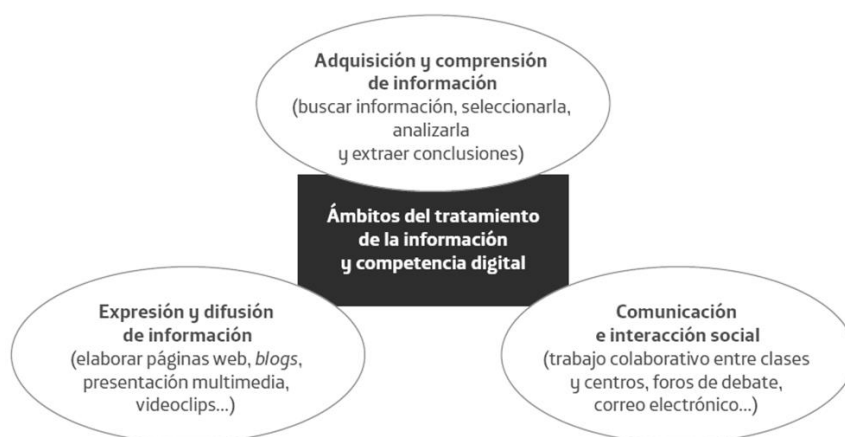 Adquisición y comprensión
de información
(buscar información, seleccionarla,
analizarla
y extraer conclusiones)
Ámbitos del tratamiento
de la información
y competencia digital
Expresión y difusión
de información
(elaborar páginas web, blogs,
presentación multimedia,
videoclips...)
Comunicación
e interacción social
(trabajo colaborativo entre clases
y centros, foros de debate,
correo electrónico...)